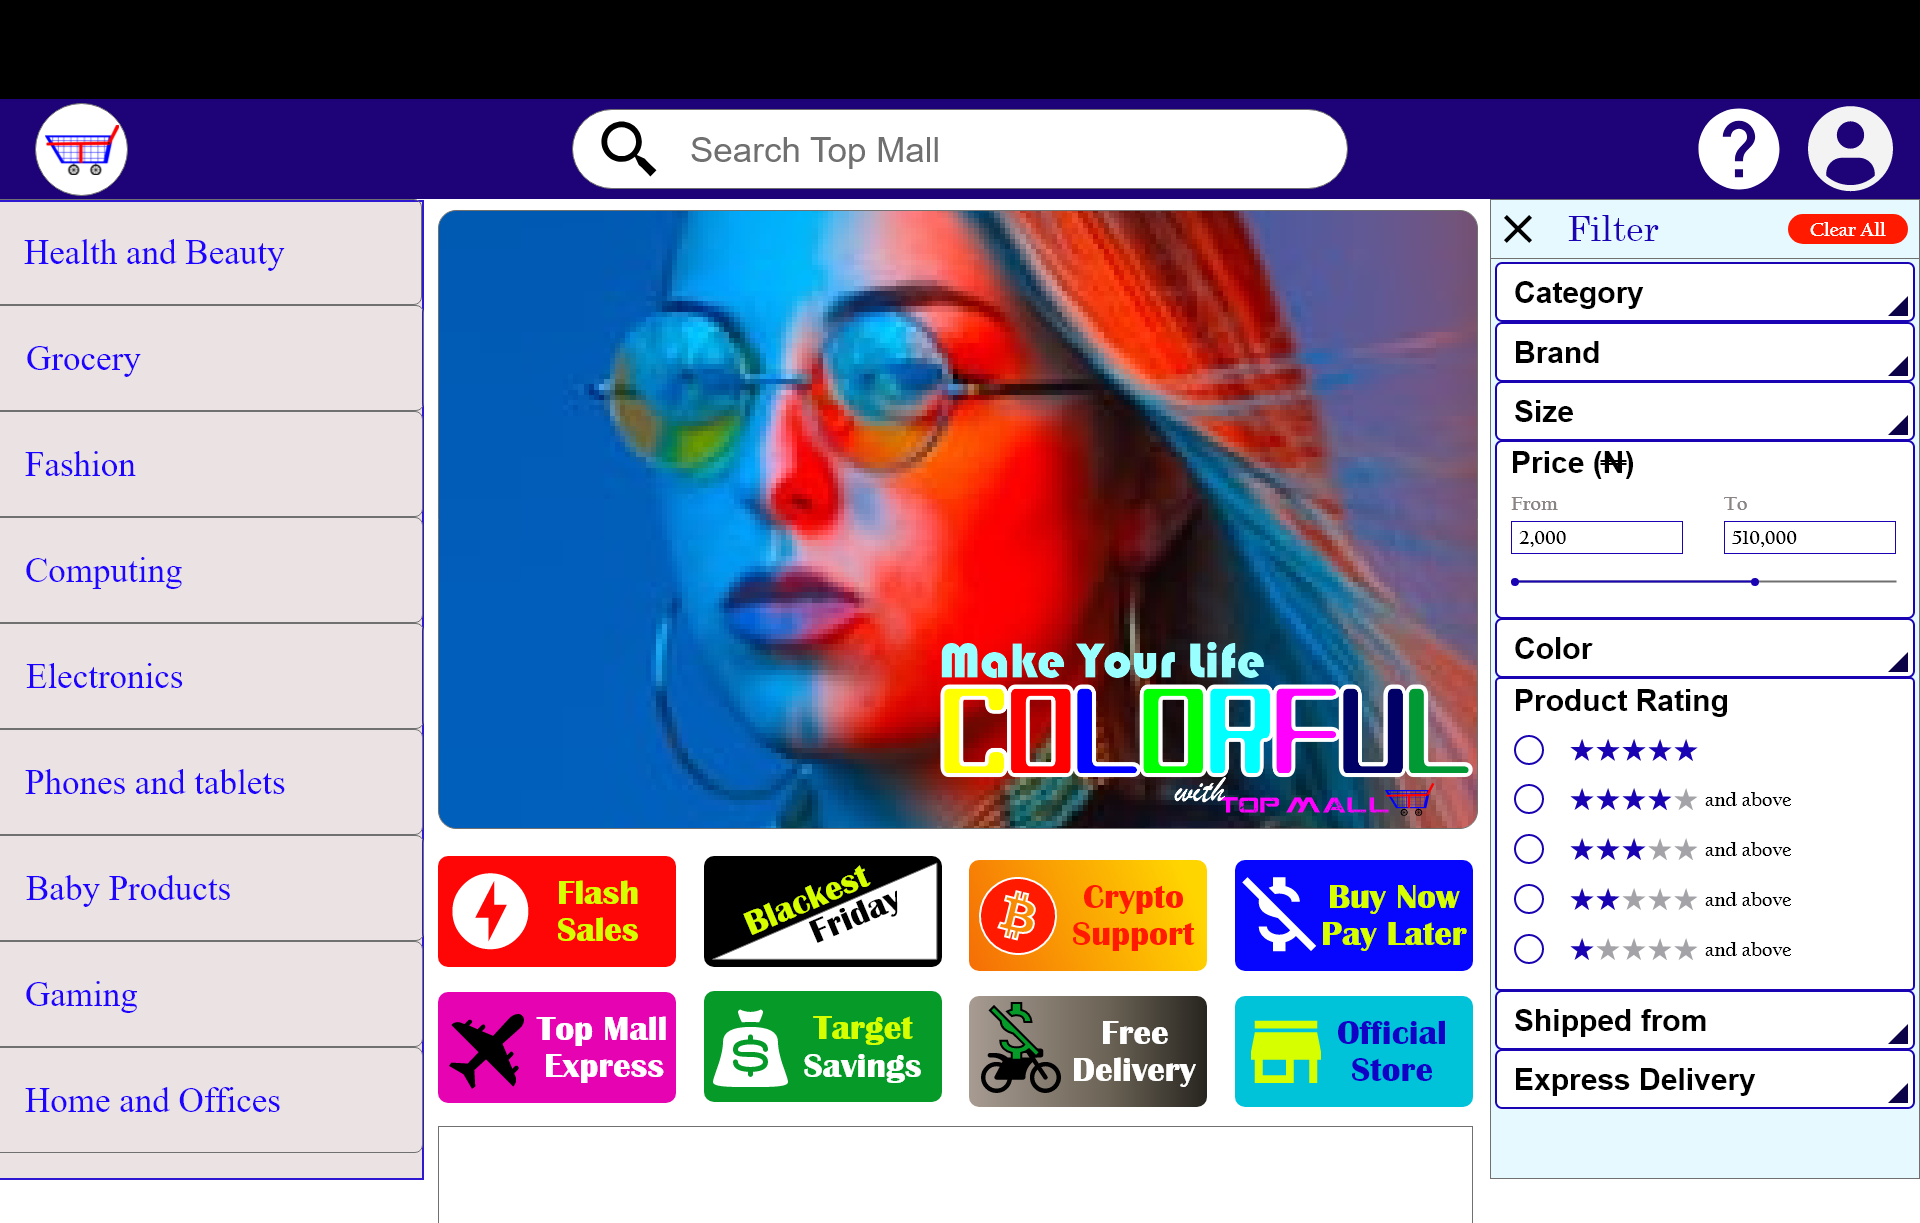 Search Top Mall
Health and Beauty
Grocery
Fashion
Computing
Electronics
Phones and tablets
Baby Products
Gaming
Home and Offices
Make Your Life
COLORFUL
with TOP MALL
Flash
Sales
Blackest
Friday
Crypto
Support
Buy Now
Pay Later
Top Mall
Express
Target
Savings
Free
Delivery
Official
Store
Filter
Clear All
Category
Brand
Size
Price (₦)
From To
2,000 510,000
Color
Product Rating
and above
and above
and above
and above
Shipped from
Express Delivery